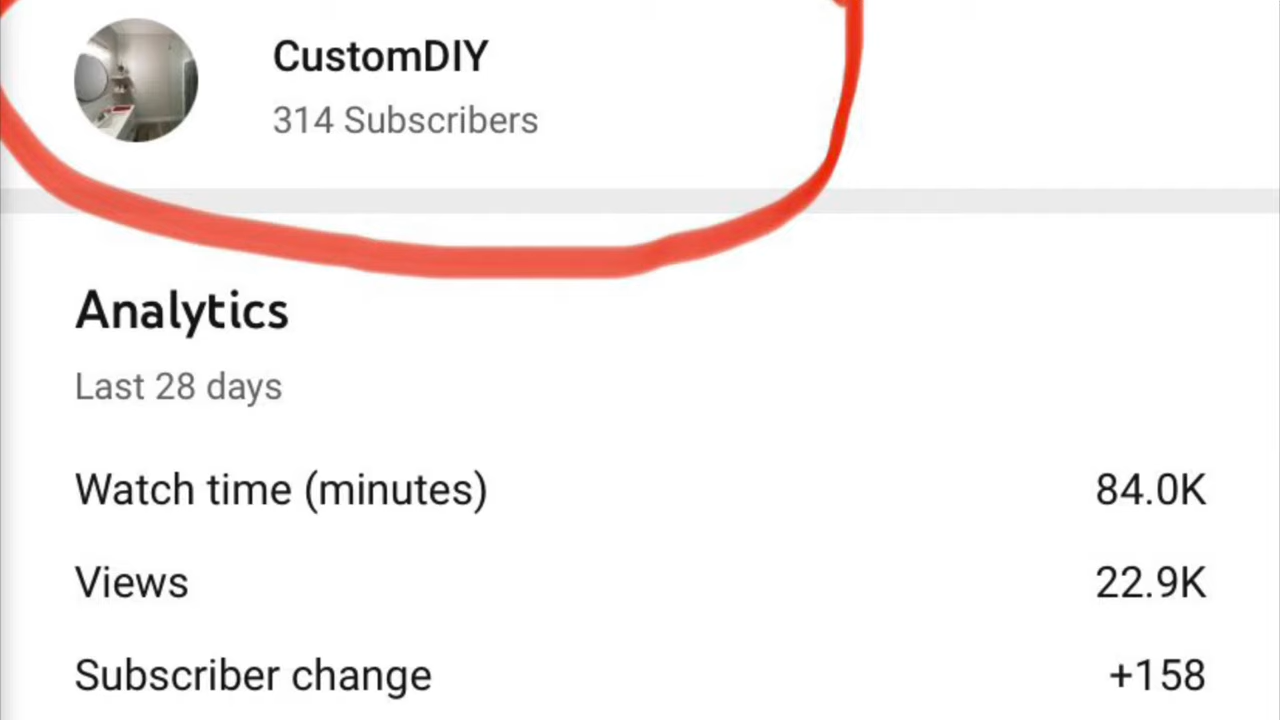 CustomDIY
314 Subscribers
Analytics
Last 28 days
Watch time (minutes) 84.0K
Views 22.9K
Subscriber change +158